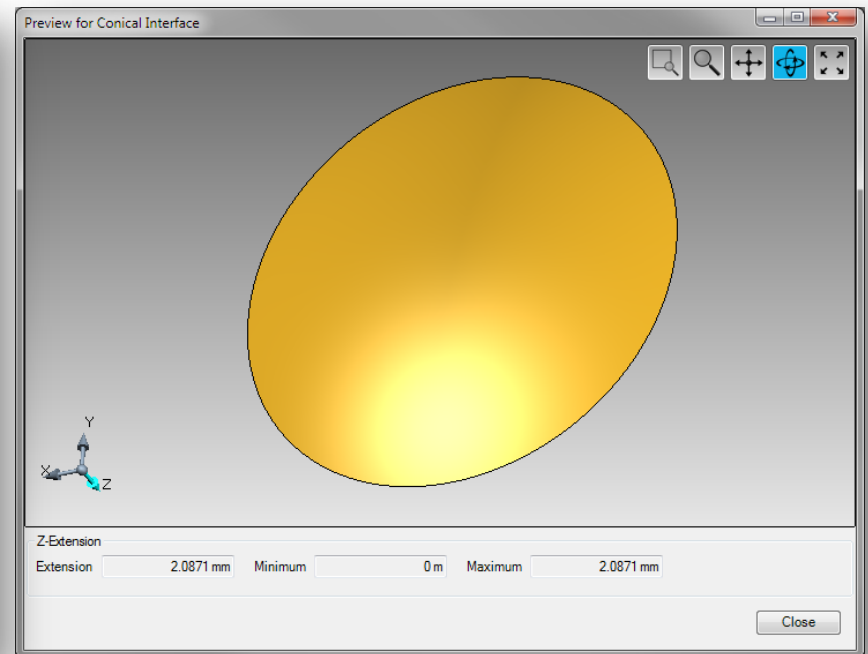 Preview for Conical Interface
Y
X
Z
Z-Extension
Extension 2.0871 mm Minimum 0 m Maximum 2.0871 mm
Close